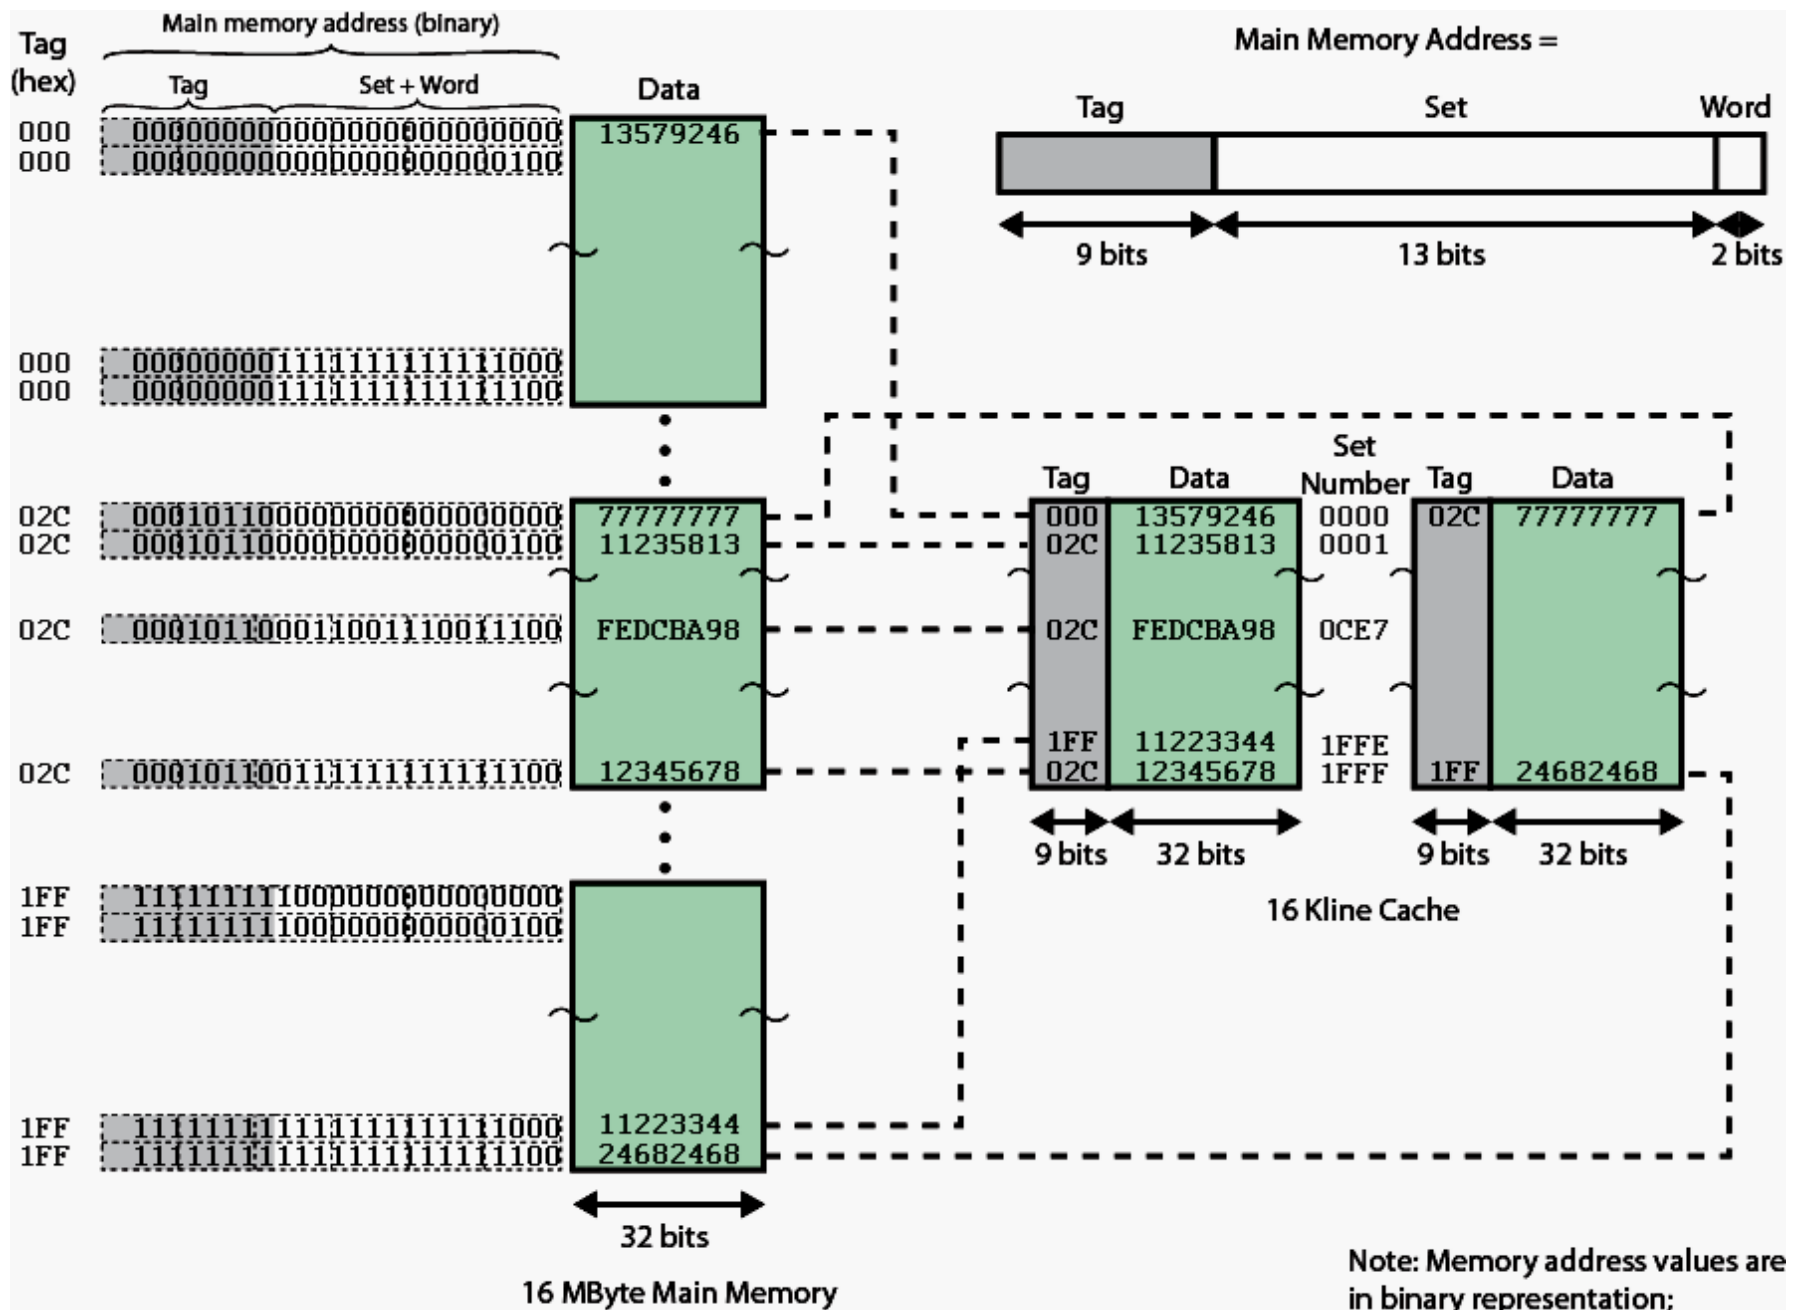 Main memory address (binary)
Tag
(hex)
Tag
Set + Word
Data
000 000000000000000000000000 13579246
000 000000000000000000000100
000 000000001111111111111000
000 000000001111111111111100
02C 000101100000000000000000 77777777
02C 000101100000000000000100 11235813
02C 000101100011001110011100 FEDCBA98
02C 000101100111111111111100 12345678
1FF 111111111000000000000000
1FF 111111111000000000000100
1FF 111111111111111111111000 11223344
1FF 111111111111111111111100 24682468
32 bits
16 MByte Main Memory
Main Memory Address =
Tag Set Word
9 bits 13 bits 2 bits
Set
Tag Data Number Tag Data
000 13579246 0000 02C 77777777
02C 11235813 0001
02C FEDCBA98 0CE7
1FF 11223344 1FFE
02C 12345678 1FFF 1FF 24682468
9 bits 32 bits 9 bits 32 bits
16 Kline Cache
Note: Memory address values are
in binary representation;